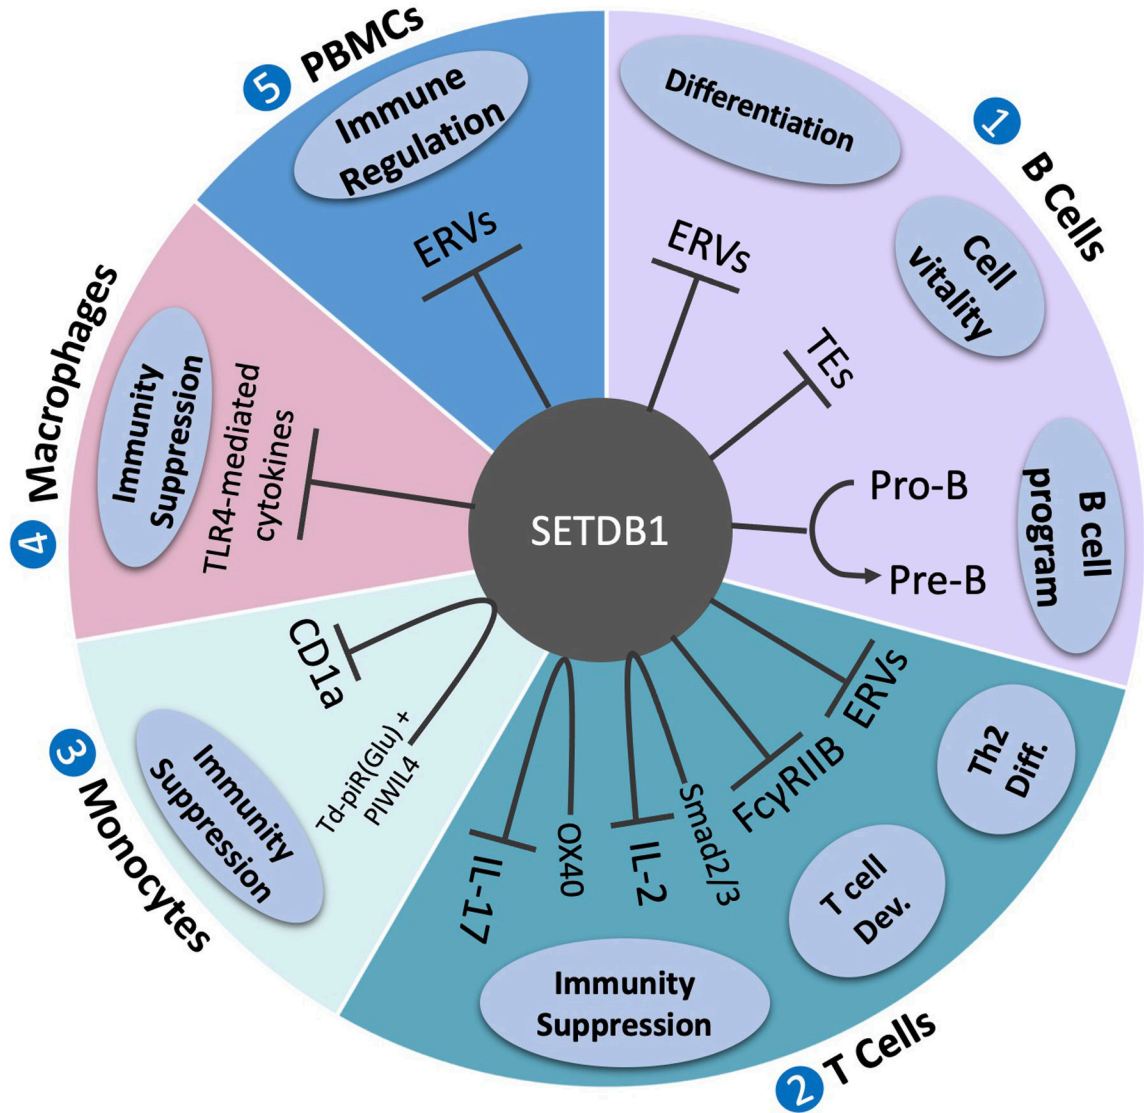 SETDB1
1
B Cells
Differentiation
Cell
vitality
B cell
program
ERVs
TEs
Pro-B
Pre-B
2
T Cells
Th2
Diff.
T cell
Dev.
Immunity
Suppression
ERVs
FcγRIIB
Smad2/3
IL-2
OX40
IL-17
3
Monocytes
Immunity
Suppression
CD1a
Td-piR(Glu) +
PIWIL4
4
Macrophages
Immunity
Suppression
TLR4-mediated
cytokines
5
PBMCs
Immune
Regulation
ERVs